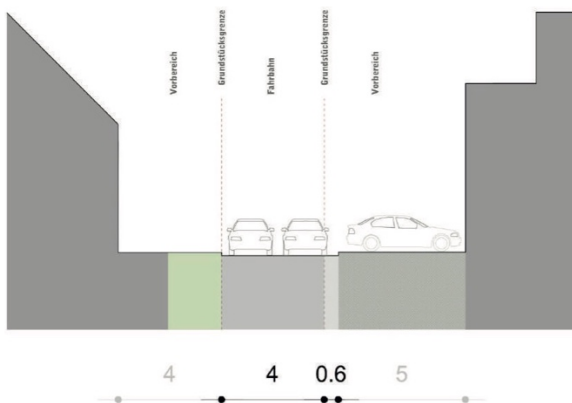 Vorbereich
Grundstücksgrenze
Fahrbahn
Grundstücksgrenze
Vorbereich
4 4 0.6 5